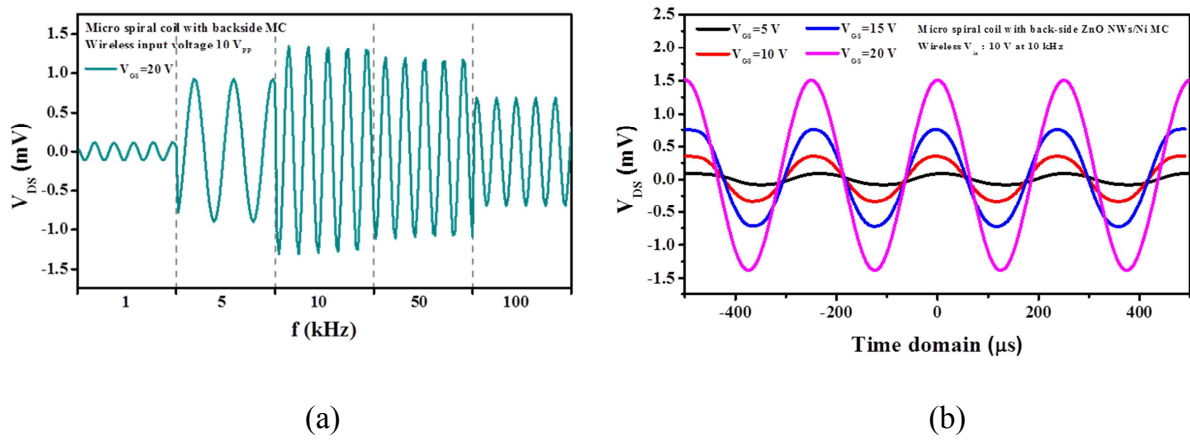 Micro spiral coil with backside MC
Wireless input voltage 10 V_PP
V_GS=20 V
1.5
1.0
0.5
0.0
-0.5
-1.0
-1.5
V_DS (mV)
1 5 10 50 100
f (kHz)
(a)
V_GS=5 V V_GS=15 V
V_GS=10 V V_GS=20 V
Micro spiral coil with back-side ZnO NWs/Ni MC
Wireless V_in : 10 V at 10 kHz
2.5
2.0
1.5
1.0
0.5
0.0
-0.5
-1.0
-1.5
V_DS (mV)
-400 -200 0 200 400
Time domain (μs)
(b)